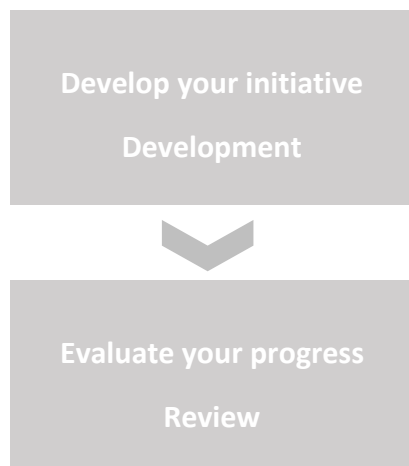 Develop your initiative
Development
Evaluate your progress
Review